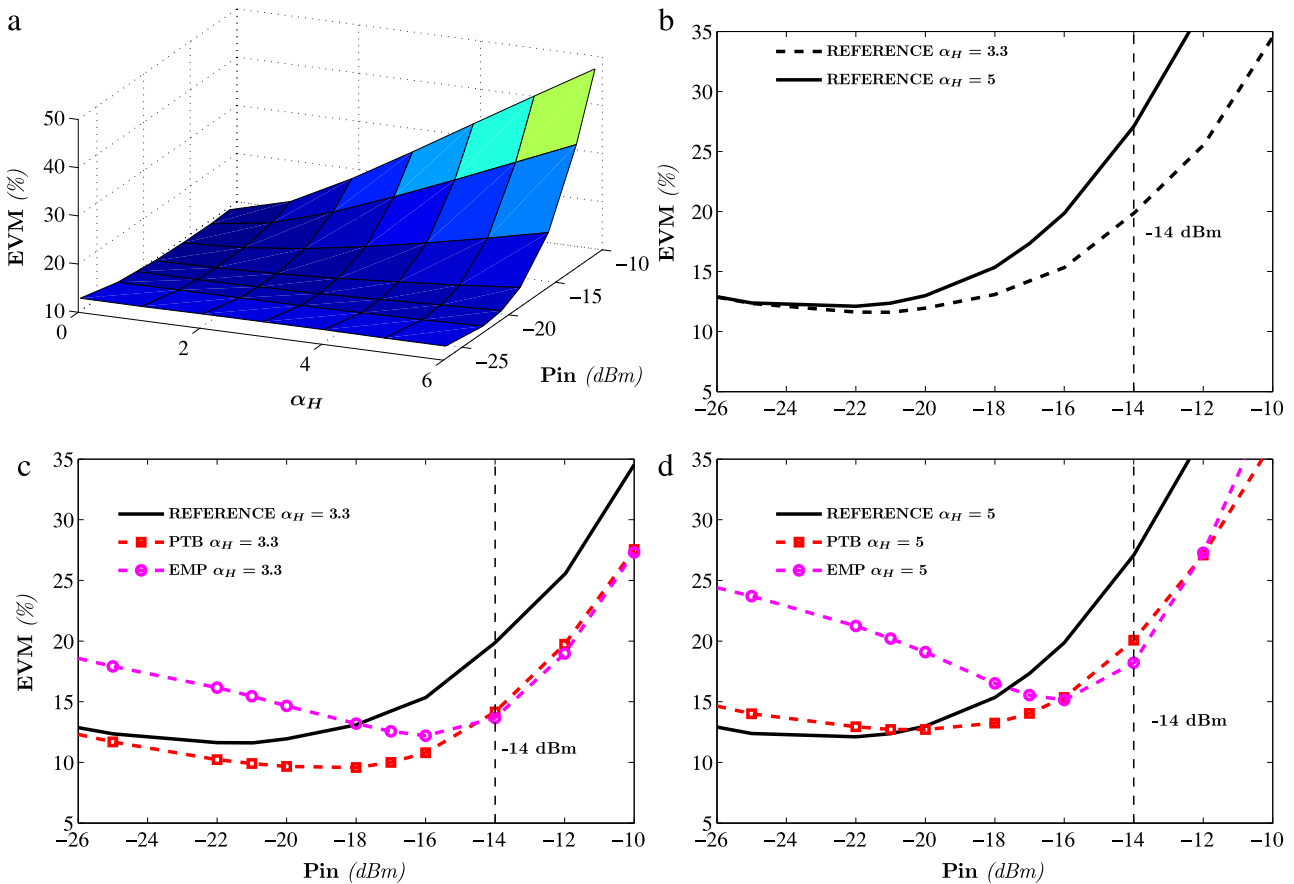 a
50
40
30
20
10
EVM (%)
0
2
4
6
αH
−25
−20
−15
−10
Pin (dBm)
b
REFERENCE αH = 3.3
REFERENCE αH = 5
35
30
25
20
15
10
5
EVM (%)
-14 dBm
−26 −24 −22 −20 −18 −16 −14 −12 −10
c
REFERENCE αH = 3.3
PTB αH = 3.3
EMP αH = 3.3
35
30
25
20
15
10
5
EVM (%)
-14 dBm
−26 −24 −22 −20 −18 −16 −14 −12 −10
Pin (dBm)
d
REFERENCE αH = 5
PTB αH = 5
EMP αH = 5
35
30
25
20
15
10
5
-14 dBm
−26 −24 −22 −20 −18 −16 −14 −12 −10
Pin (dBm)